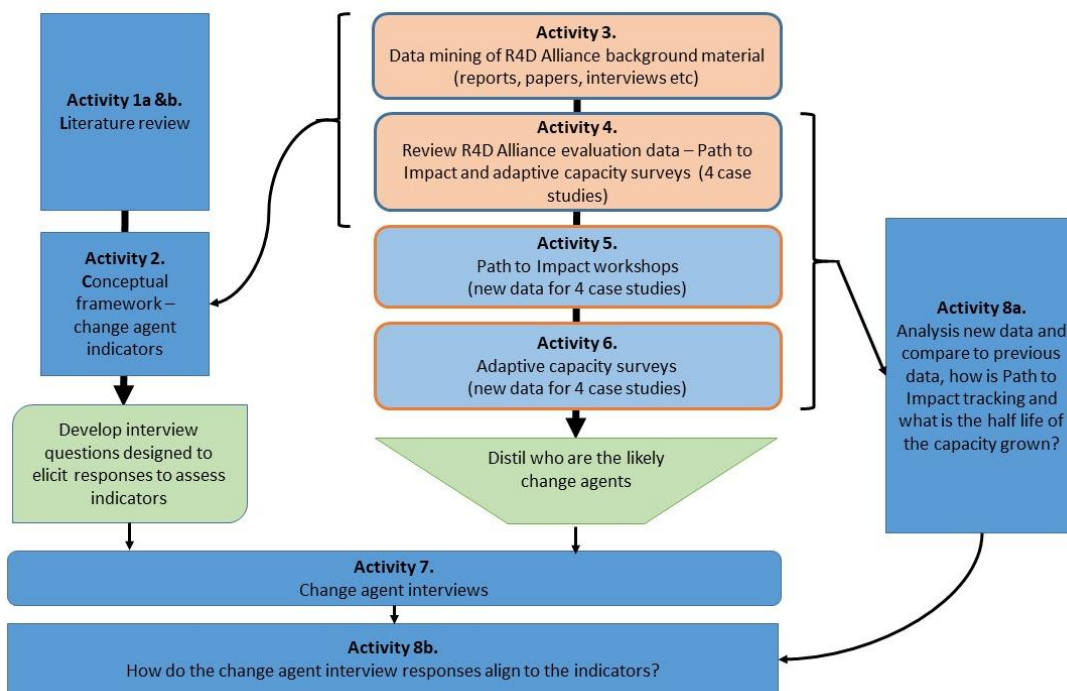 Activity 1a &b.
Literature review
Activity 2.
Conceptual
framework –
change agent
indicators
Develop interview
questions designed to
elicit responses to assess
indicators
Activity 3.
Data mining of R4D Alliance background material
(reports, papers, interviews etc)
Activity 4.
Review R4D Alliance evaluation data – Path to
Impact and adaptive capacity surveys (4 case
studies)
Activity 5.
Path to Impact workshops
(new data for 4 case studies)
Activity 6.
Adaptive capacity surveys
(new data for 4 case studies)
Distil who are the likely
change agents
Activity 8a.
Analysis new data and
compare to previous
data, how is Path to
Impact tracking and
what is the half life of
the capacity grown?
Activity 7.
Change agent interviews
Activity 8b.
How do the change agent interview responses align to the indicators?